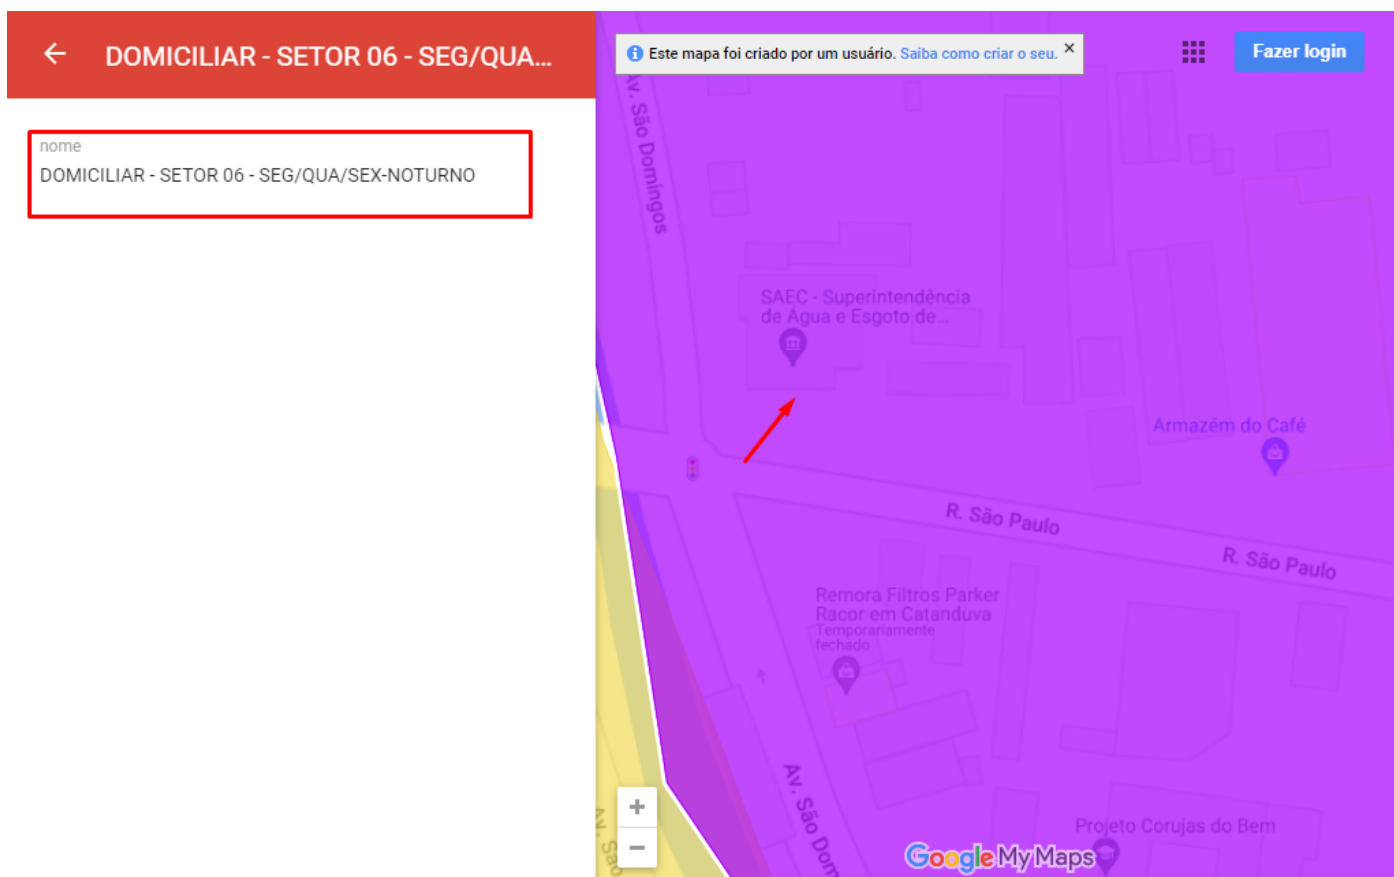 DOMICILIAR - SETOR 06 - SEG/QUA...
nome
DOMICILIAR - SETOR 06 - SEG/QUA/SEX-NOTURNO
Este mapa foi criado por um usuário. Saiba como criar o seu.
Fazer login
Av. São Domingos
SAEC - Superintendência
de Água e Esgoto de...
Armazém do Café
R. São Paulo
R. São Paulo
Remora Filtros Parker
Racor em Catanduva
Temporariamente
fechado
Av. São Dom
Av. São
Projeto Corujas do Bem
Google My Maps